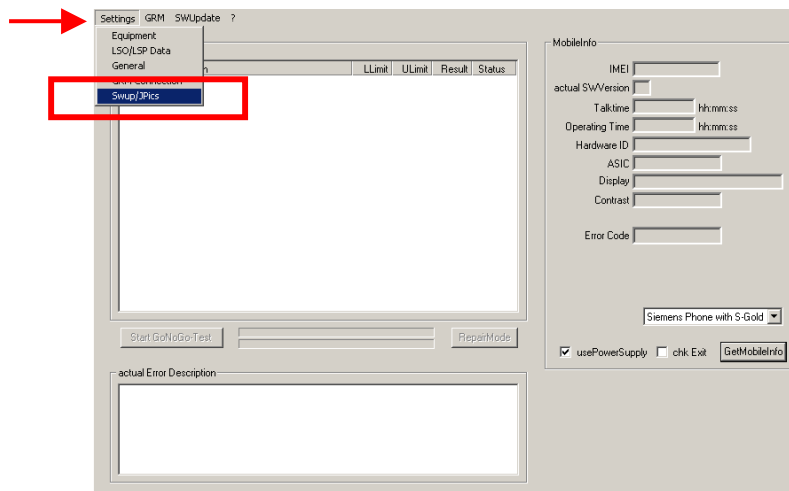 Settings GRM SWUpdate ?
Equipment
LSO/LSP Data
General
GRM Connection
Swup/JPics
LLimit ULimit Result Status
MobileInfo
IMEI
actual SWVersion
Talktime hh:mm:ss
Operating Time hh:mm:ss
Hardware ID
ASIC
Display
Contrast
Error Code
Siemens Phone with S-Gold
usePowerSupply chk Exit GetMobileInfo
Start GoNoGo-Test RepairMode
actual Error Description